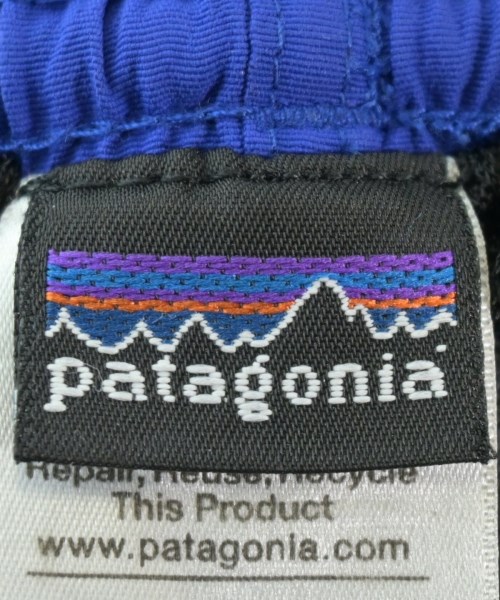 patagonia
Repair, Reuse, Recycle
This Product
www.patagonia.com